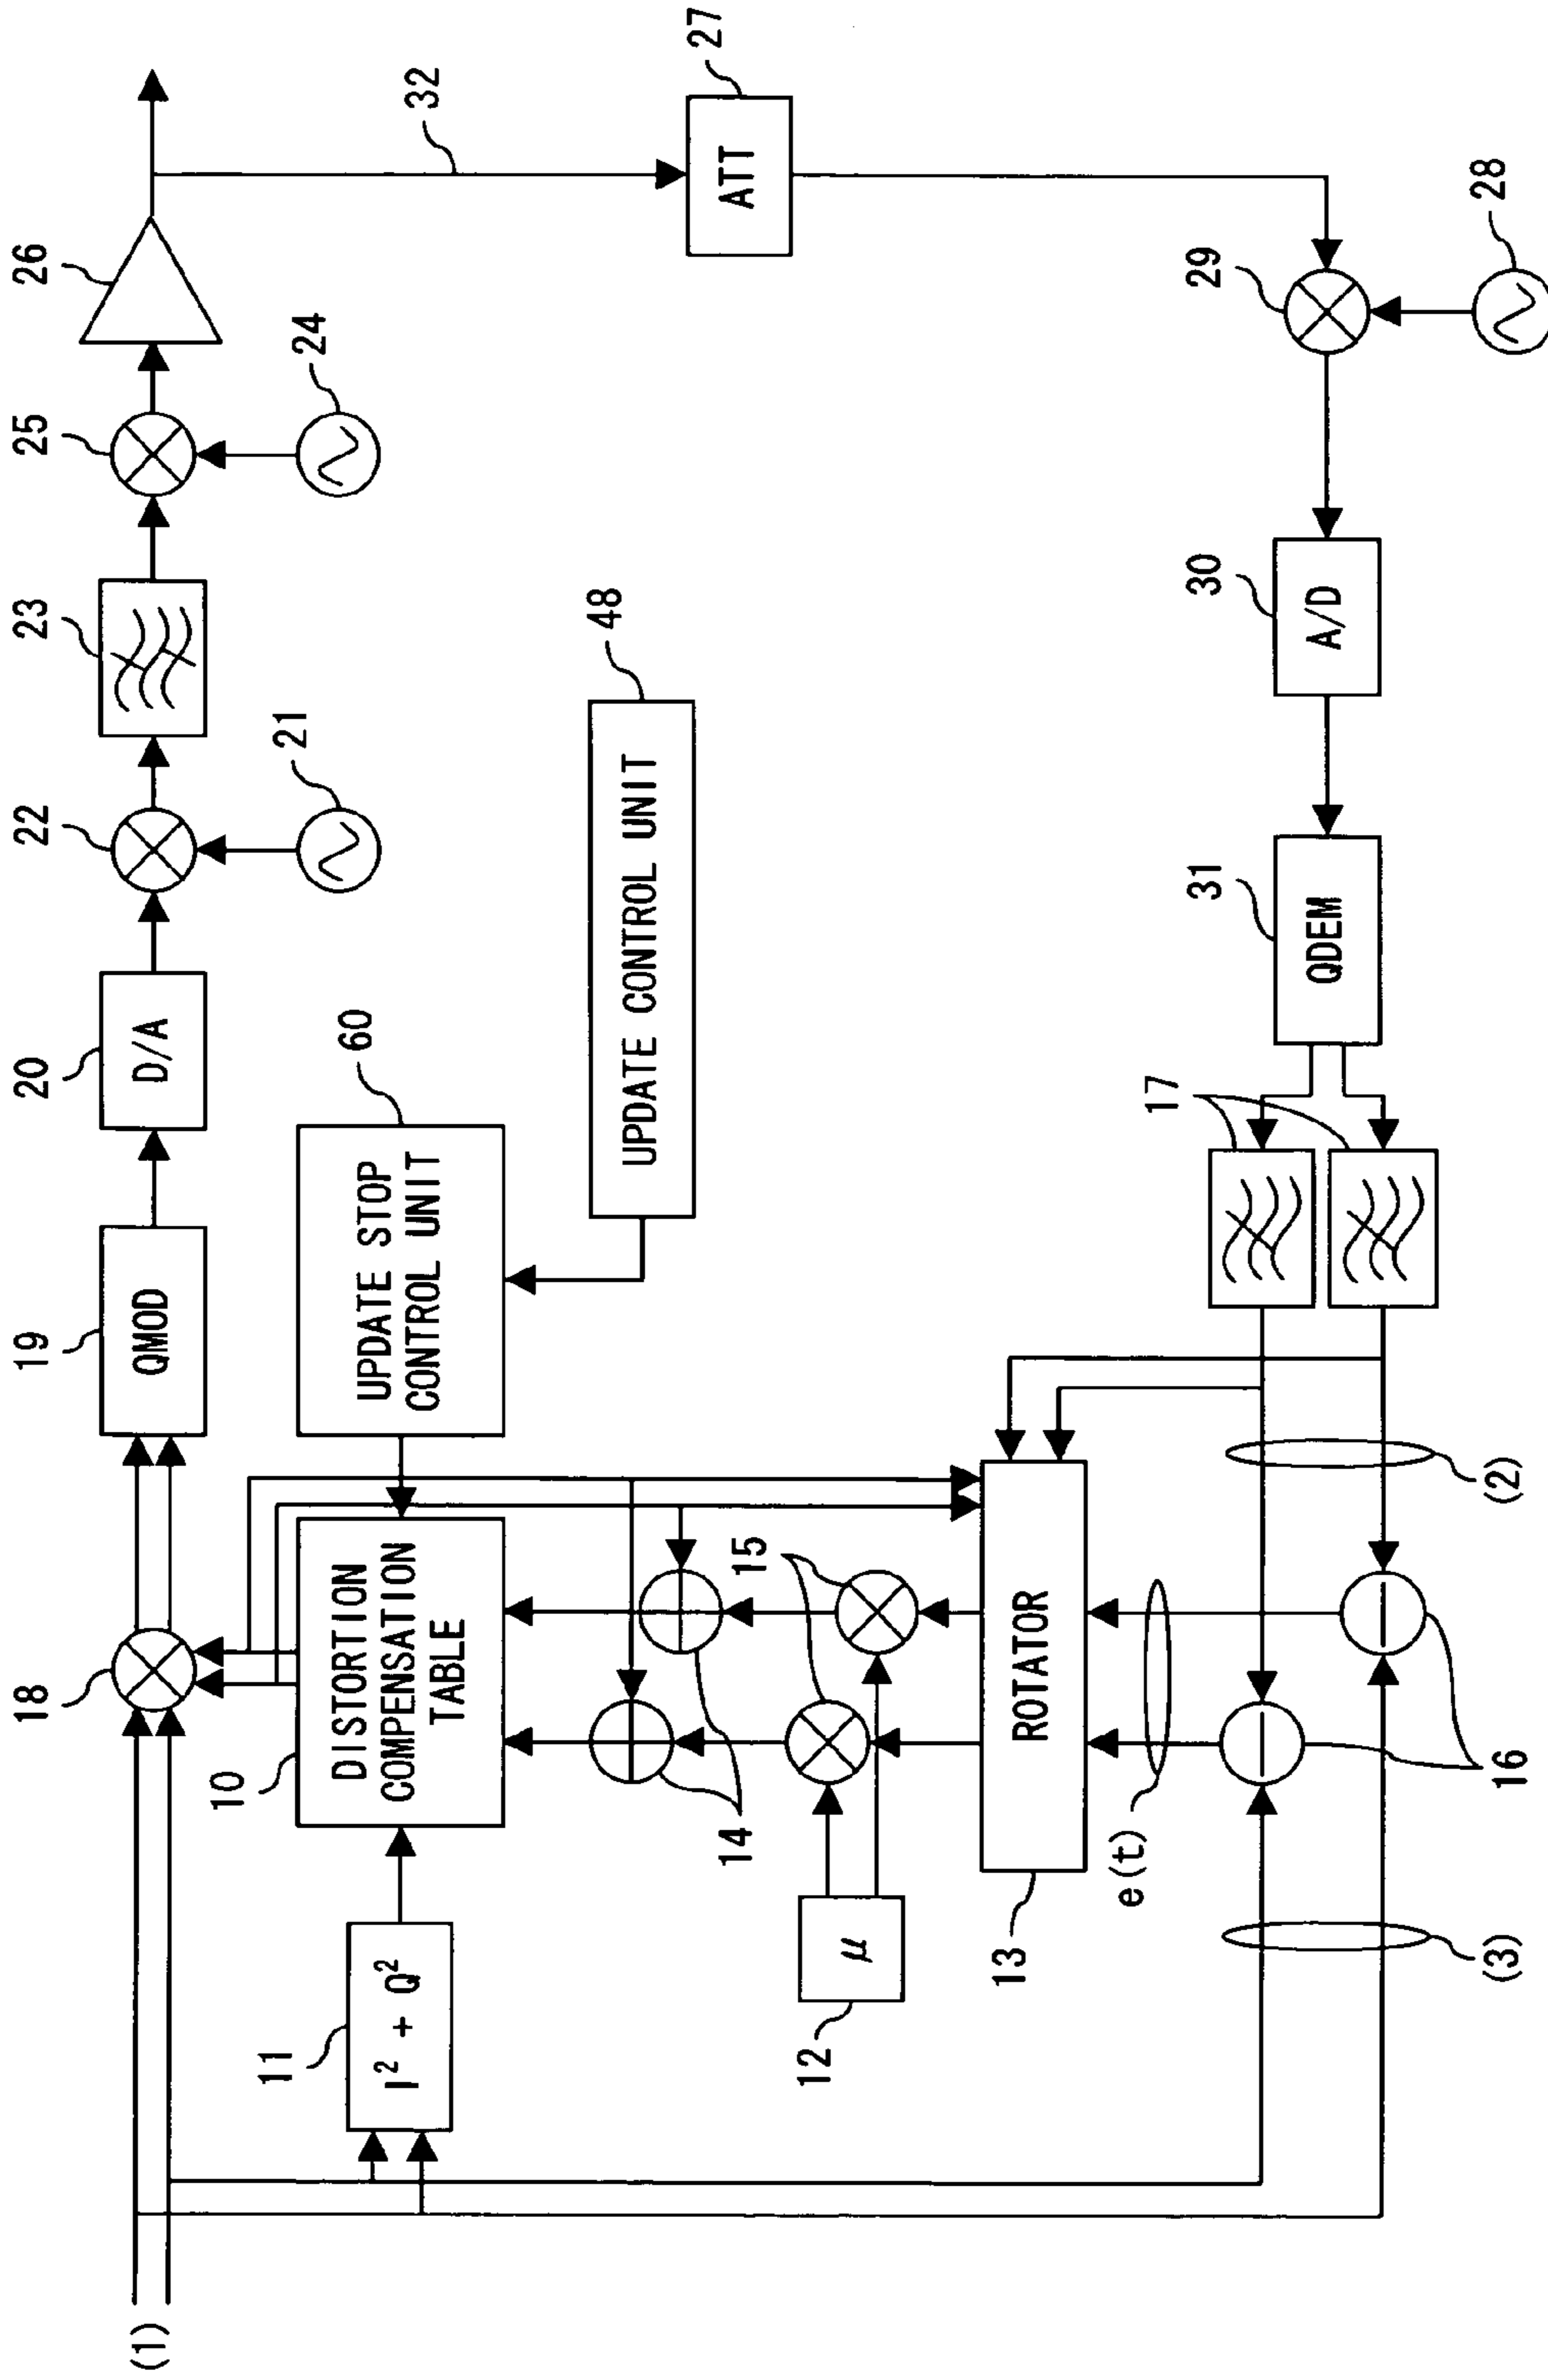 (1)
18
19
QMOD
20
D/A
22
21
23
25
24
26
32
27
ATT
28
29
30
A/D
31
QDEM
17
(2)
16
(3)
e(t)
13
ROTATOR
12
μ
15
14
10
DISTORTION
COMPENSATION
TABLE
11
I² + Q²
60
UPDATE STOP
CONTROL UNIT
48
UPDATE CONTROL UNIT